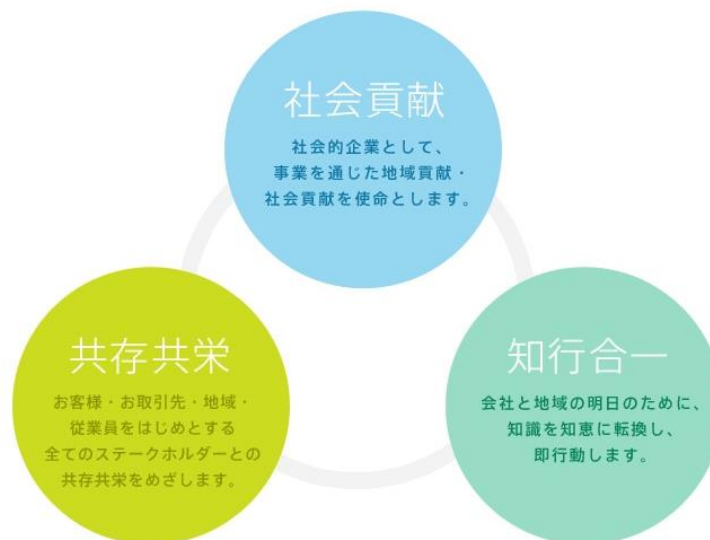 社会貢献
社会的企業として、
事業を通じた地域貢献・
社会貢献を使命とします。
共存共栄
お客様・お取引先・地域・
従業員をはじめとする
全てのステークホルダーとの
共存共栄をめざします。
知行合一
会社と地域の明日のために、
知識を知恵に転換し、
即行動します。